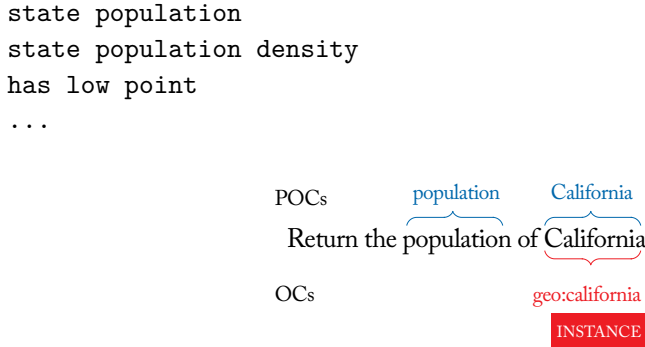 state population
state population density
has low point
...
POCs population California
Return the population of California
OCs geo:california
INSTANCE